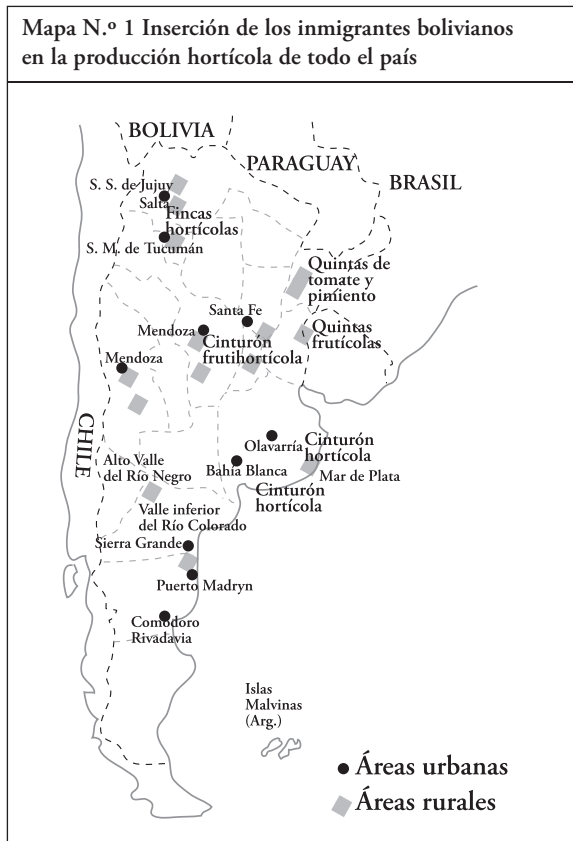 Mapa N.º 1 Inserción de los inmigrantes bolivianos
en la producción hortícola de todo el país
BOLIVIA
PARAGUAY
BRASIL
S. S. de Jujuy
Salta
Fincas
hortícolas
S. M. de Tucumán
Quintas de
tomate y
pimiento
Santa Fe
Mendoza
Quintas
frutícolas
Cinturón
frutihortícola
Mendoza
CHILE
Olavarría
Cinturón
hortícola
Alto Valle
del Río Negro
Bahía Blanca
Mar de Plata
Cinturón
hortícola
Valle inferior
del Río Colorado
Sierra Grande
Puerto Madryn
Comodoro
Rivadavia
Islas
Malvinas
(Arg.)
Áreas urbanas
Áreas rurales